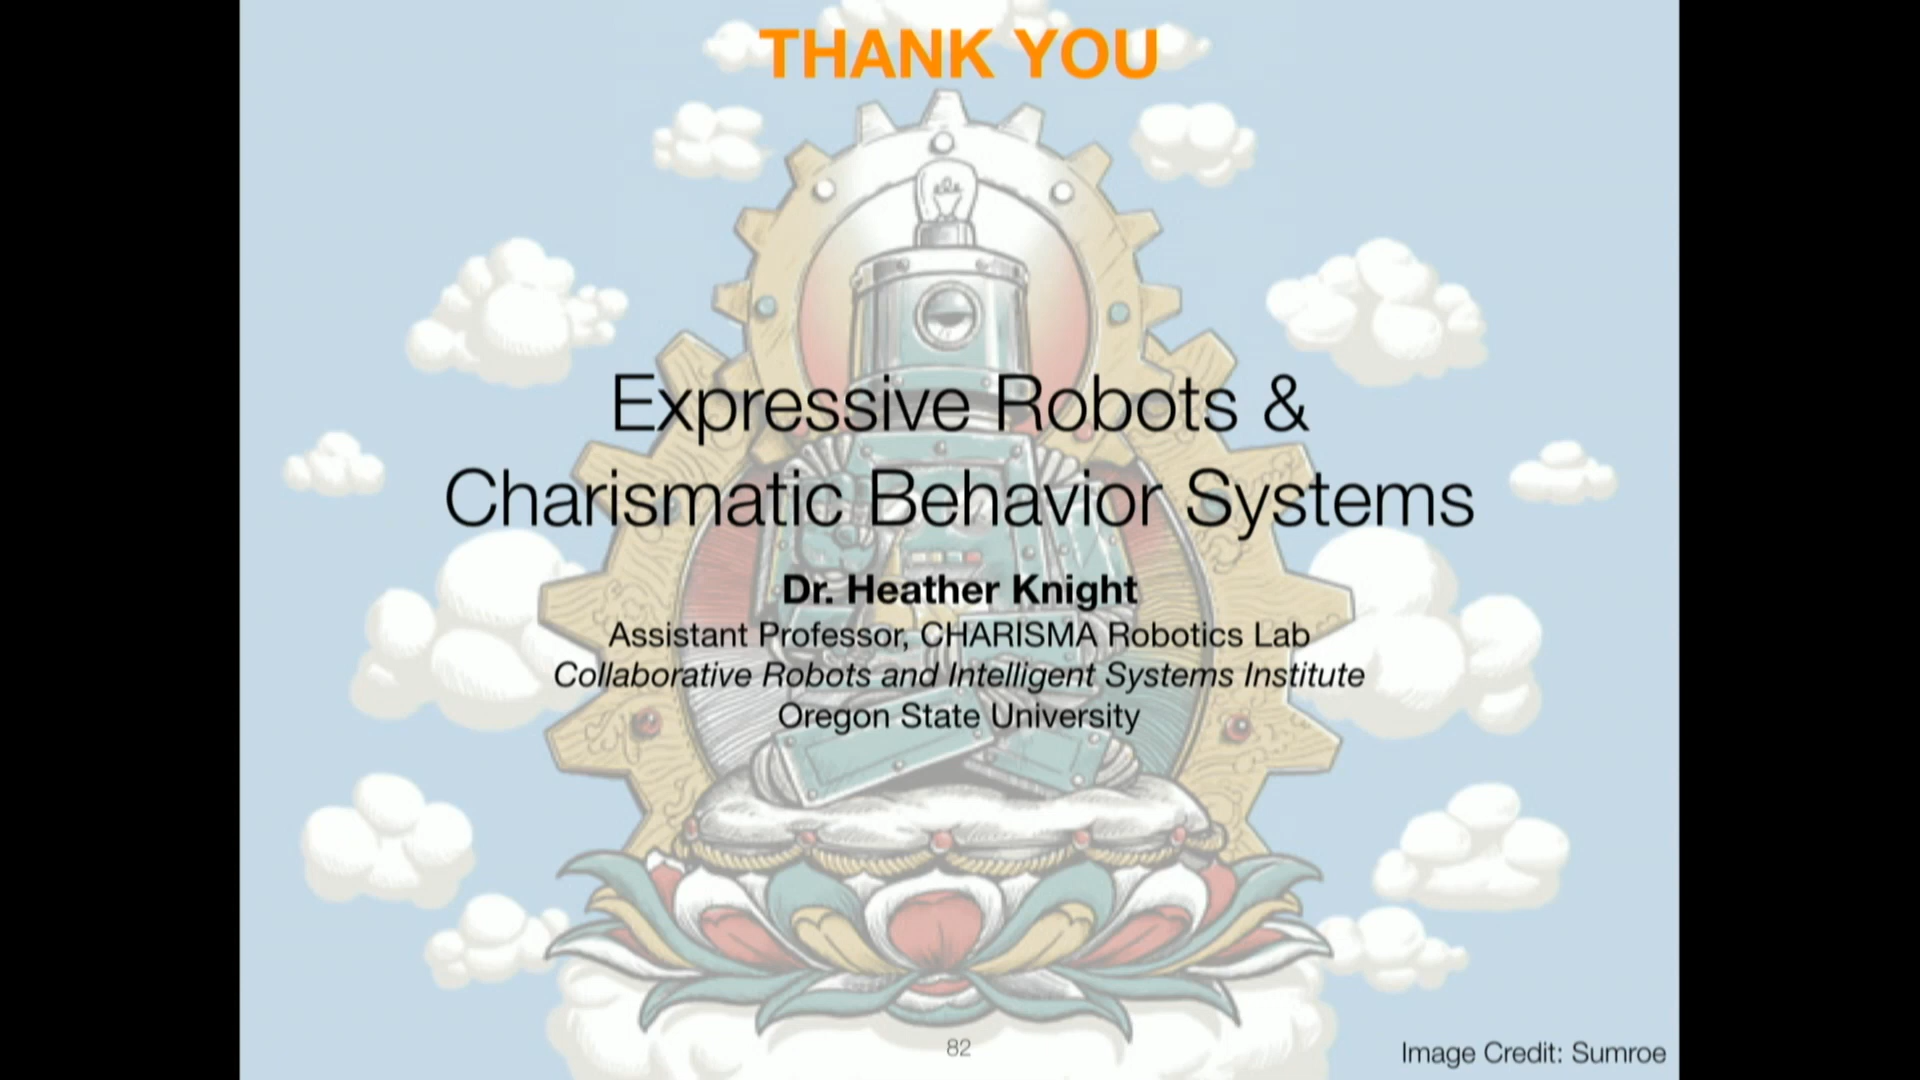 THANK YOU
Expressive Robots &
Charismatic Behavior Systems
Dr. Heather Knight
Assistant Professor, CHARISMA Robotics Lab
Collaborative Robots and Intelligent Systems Institute
Oregon State University
82
Image Credit: Sumroe